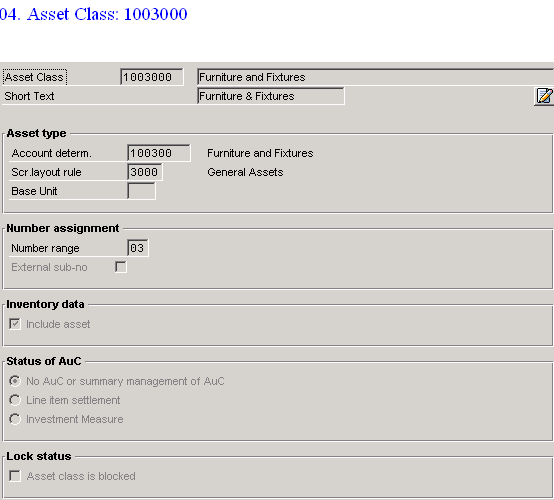 04. Asset Class: 1003000
Asset Class 1003000 Furniture and Fixtures
Short Text Furniture & Fixtures
Asset type
Account determ. 100300 Furniture and Fixtures
Scr.layout rule 3000 General Assets
Base Unit
Number assignment
Number range 03
External sub-no
Inventory data
Include asset
Status of AuC
No AuC or summary management of AuC
Line item settlement
Investment Measure
Lock status
Asset class is blocked